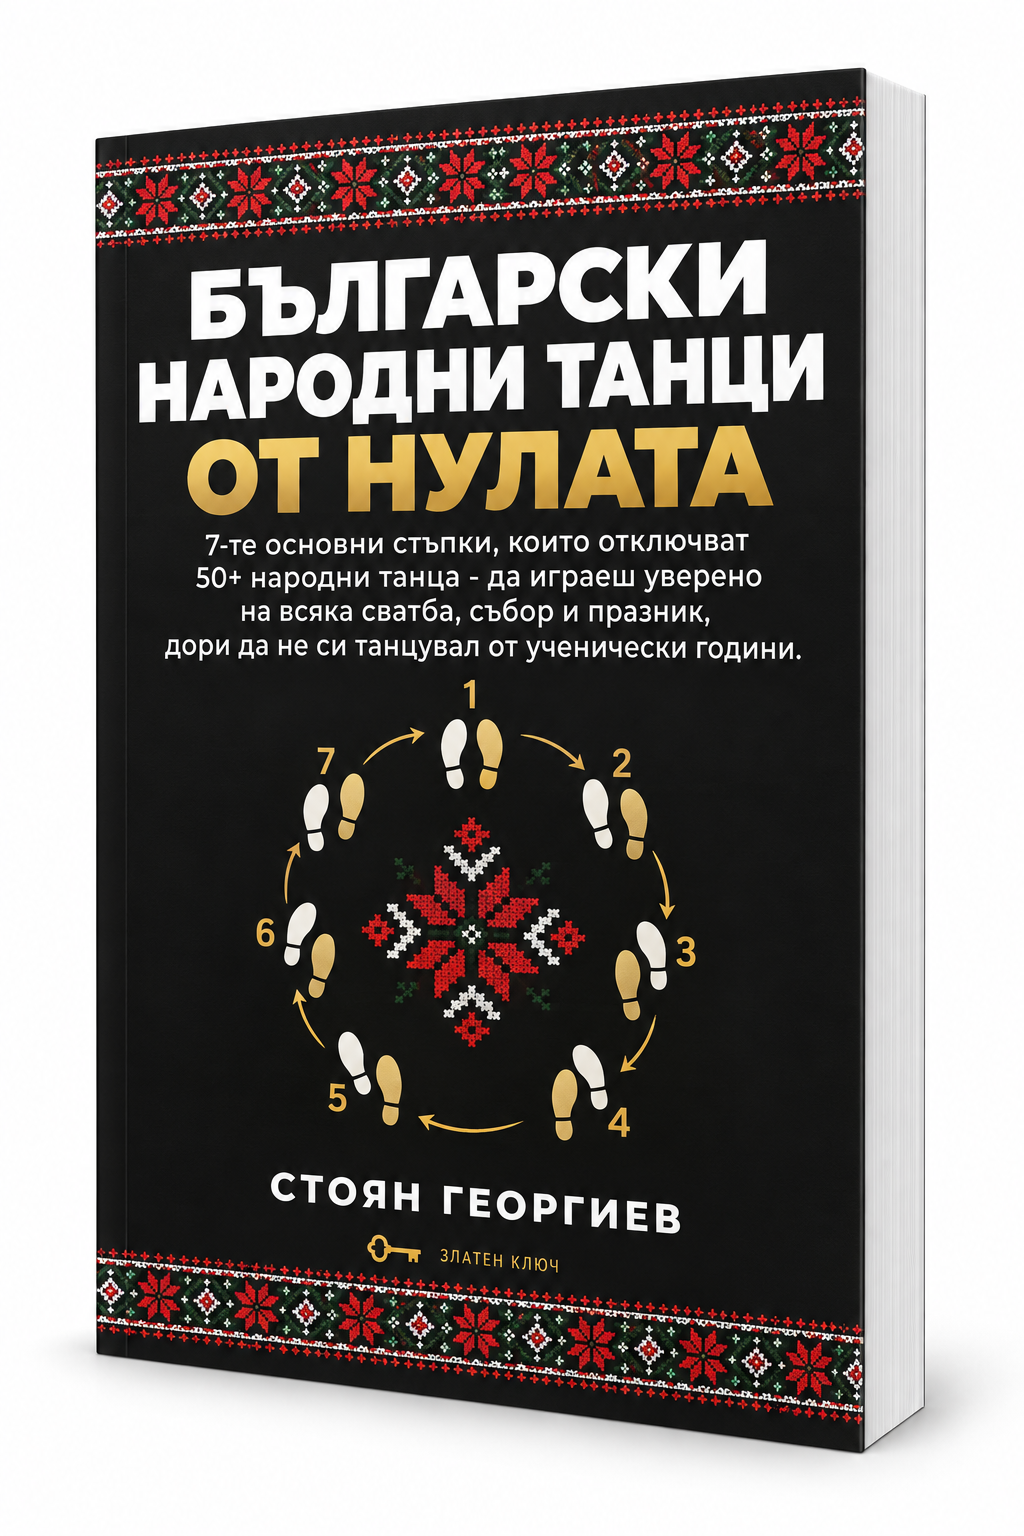 БЪЛГАРСКИ
НАРОДНИ ТАНЦИ
ОТ НУЛАТА
7-те основни стъпки, които отключват
50+ народни танца - да играеш уверено
на всяка сватба, събор и празник,
дори да не си танцувал от ученически години.
1
2
3
4
5
6
7
СТОЯН ГЕОРГИЕВ
ЗЛАТЕН КЛЮЧ